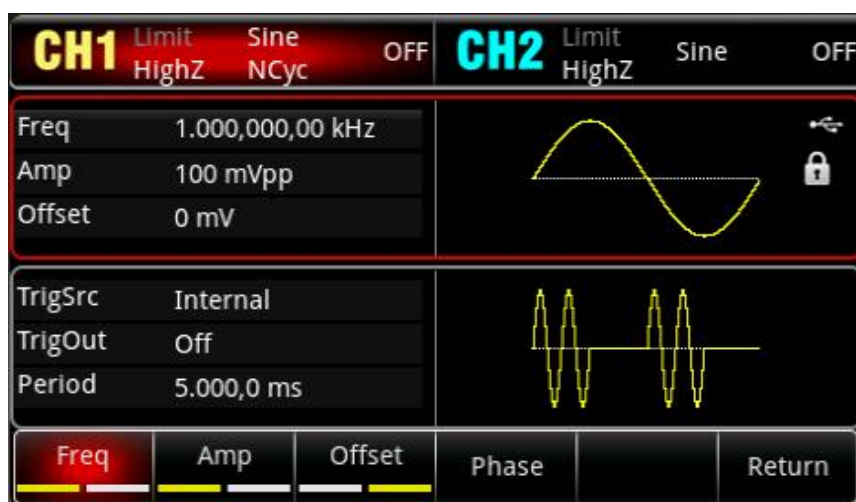 CH1 Limit Sine OFF CH2 Limit Sine OFF
HighZ NCyc HighZ
Freq 1.000,000,00 kHz
Amp 100 mVpp
Offset 0 mV
TrigSrc Internal
TrigOut Off
Period 5.000,0 ms
Freq Amp Offset Phase Return